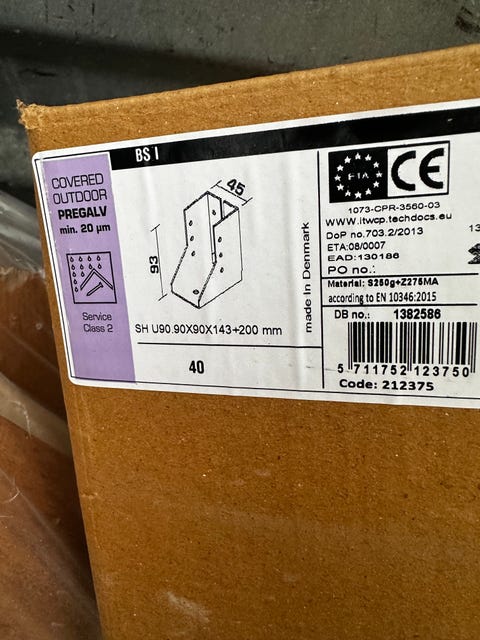 BS I
COVERED
OUTDOOR
PREGALV
min. 20 µm
Service
Class 2
45
93
SH U90.90X90X143+200 mm
40
made in Denmark
ETA
CE
1073-CPR-3560-03
www.itwcp.techdocs.eu
DoP no.703.2/2013
ETA:08/0007
EAD:130186
PO no.:
13
Material: S250g+Z275MA
according to EN 10346:2015
DB no.: 1382586
5 711752 123750
Code: 212375